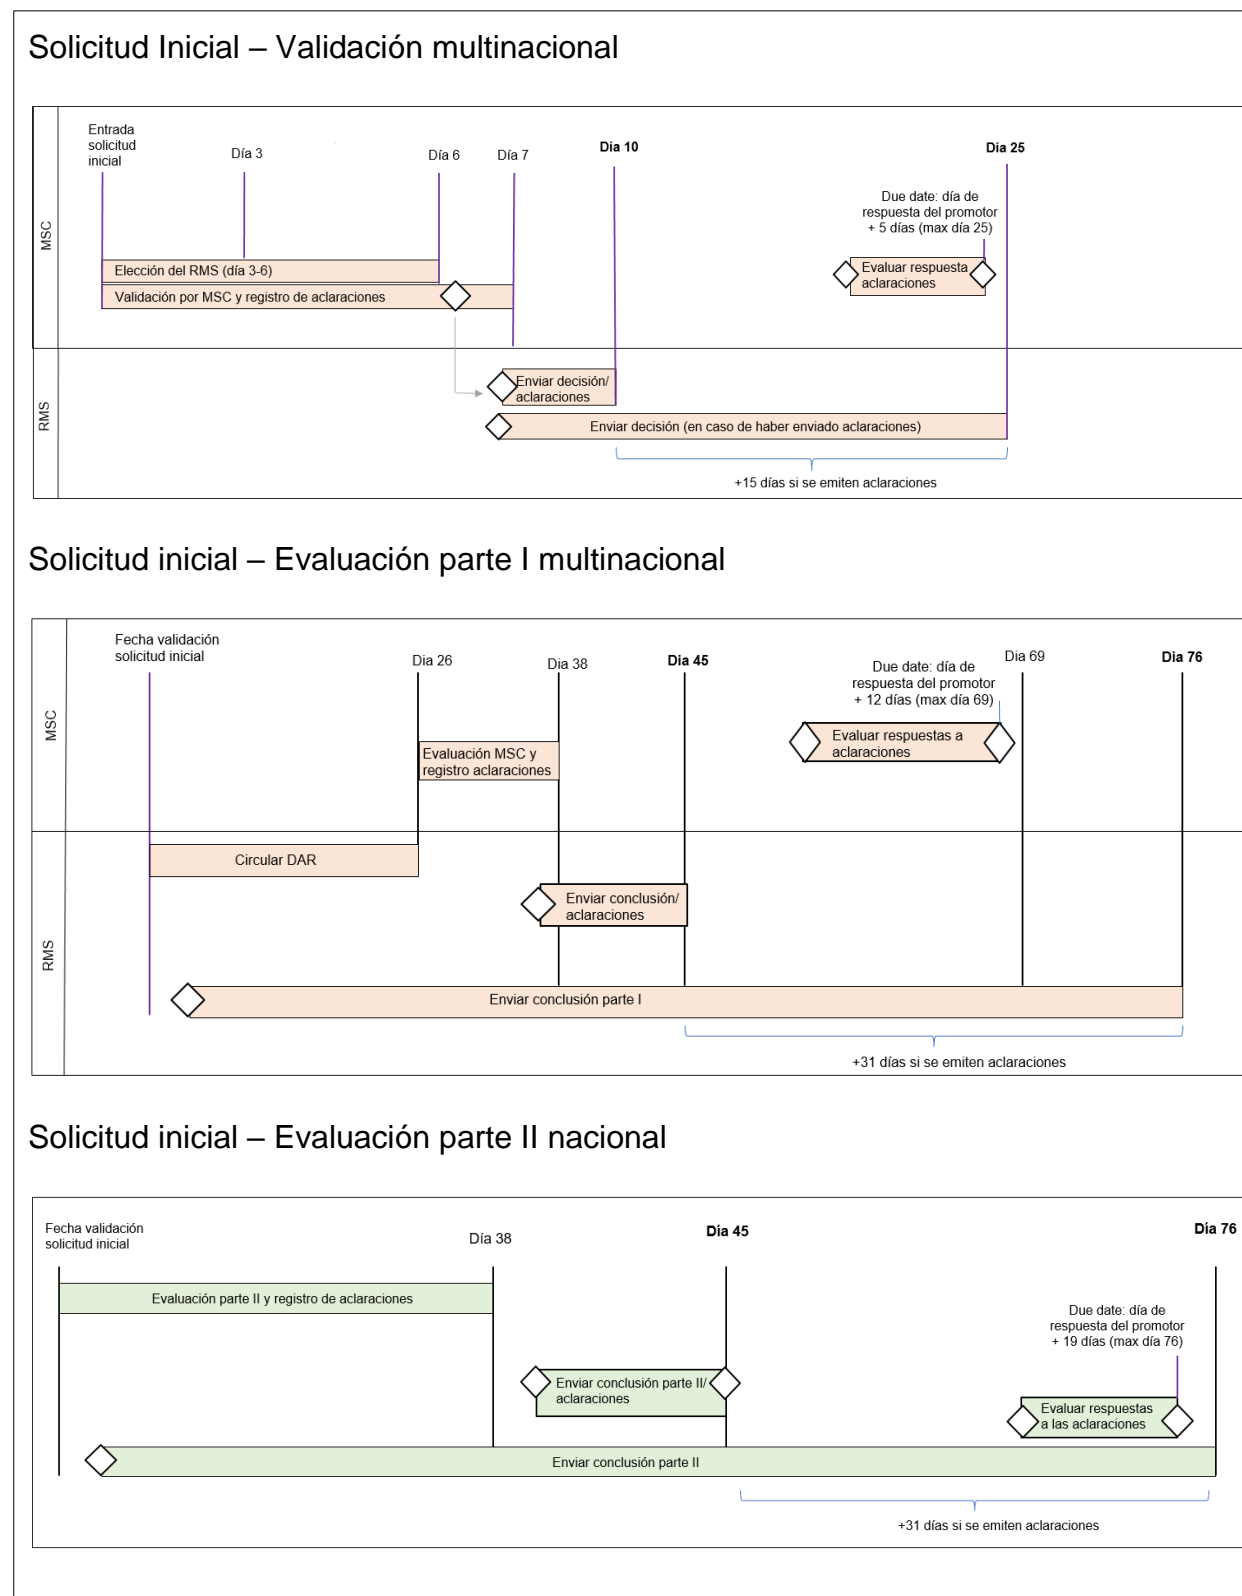 Solicitud Inicial – Validación multinacional
Entrada
solicitud
inicial
Día 3
Día 6
Día 7
Día 10
Día 25
MSC
Due date: día de
respuesta del promotor
+ 5 días (max día 25)
Elección del RMS (día 3-6)
Evaluar respuesta
aclaraciones
Validación por MSC y registro de aclaraciones
RMS
Enviar decisión/
aclaraciones
Enviar decisión (en caso de haber enviado aclaraciones)
+15 días si se emiten aclaraciones
Solicitud inicial – Evaluación parte I multinacional
Fecha validación
solicitud inicial
Dia 26
Dia 38
Dia 45
Dia 69
Dia 76
MSC
Due date: día de
respuesta del promotor
+ 12 días (max día 69)
Evaluar respuestas a
aclaraciones
Evaluación MSC y
registro aclaraciones
RMS
Circular DAR
Enviar conclusión/
aclaraciones
Enviar conclusión parte I
+31 días si se emiten aclaraciones
Solicitud inicial – Evaluación parte II nacional
Fecha validación
solicitud inicial
Día 38
Día 45
Día 76
Evaluación parte II y registro de aclaraciones
Due date: día de
respuesta del promotor
+ 19 días (max día 76)
Enviar conclusión parte II/
aclaraciones
Evaluar respuestas
a las aclaraciones
Enviar conclusión parte II
+31 días si se emiten aclaraciones